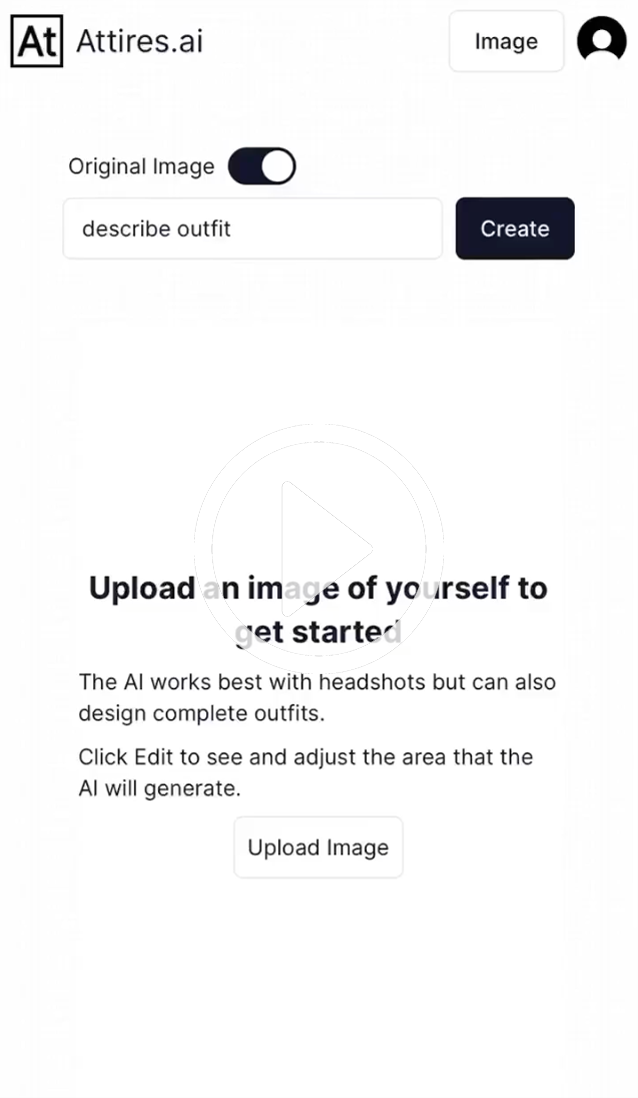 At Attires.ai Image
Original Image
describe outfit Create
Upload an image of yourself to
get started
The AI works best with headshots but can also
design complete outfits.
Click Edit to see and adjust the area that the
AI will generate.
Upload Image